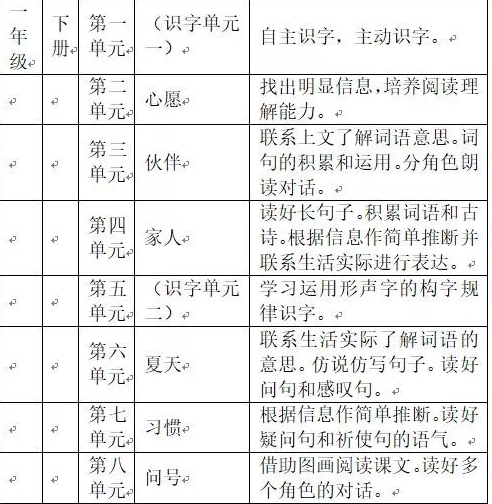 一年级 下册 第一单元 （识字单元一） 自主识字，主动识字。
第二单元 心愿 找出明显信息,培养阅读理
解能力。
第三单元 伙伴 联系上文了解词语意思。词
句的积累和运用。分角色朗
读对话。
第四单元 家人 读好长句子。积累词语和古
诗。根据信息作简单推断并
联系生活实际进行表达。
第五单元 （识字单元二） 学习运用形声字的构字规
律识字。
第六单元 夏天 联系生活实际了解词语的
意思。仿说仿写句子。读好
问句和感叹句。
第七单元 习惯 根据信息作简单推断。读好
疑问句和祈使句的语气。
第八单元 问号 借助图画阅读课文。读好多
个角色的对话。